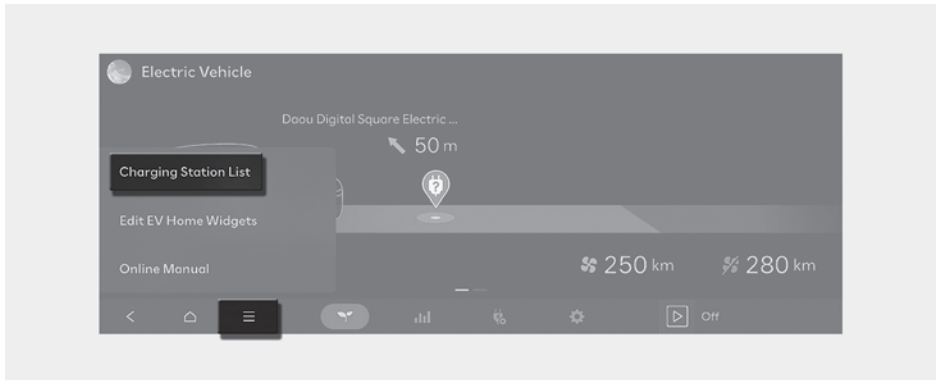 Electric Vehicle
Daou Digital Square Electric ...
50 m
Charging Station List
Edit EV Home Widgets
Online Manual
250 km
280 km
Off